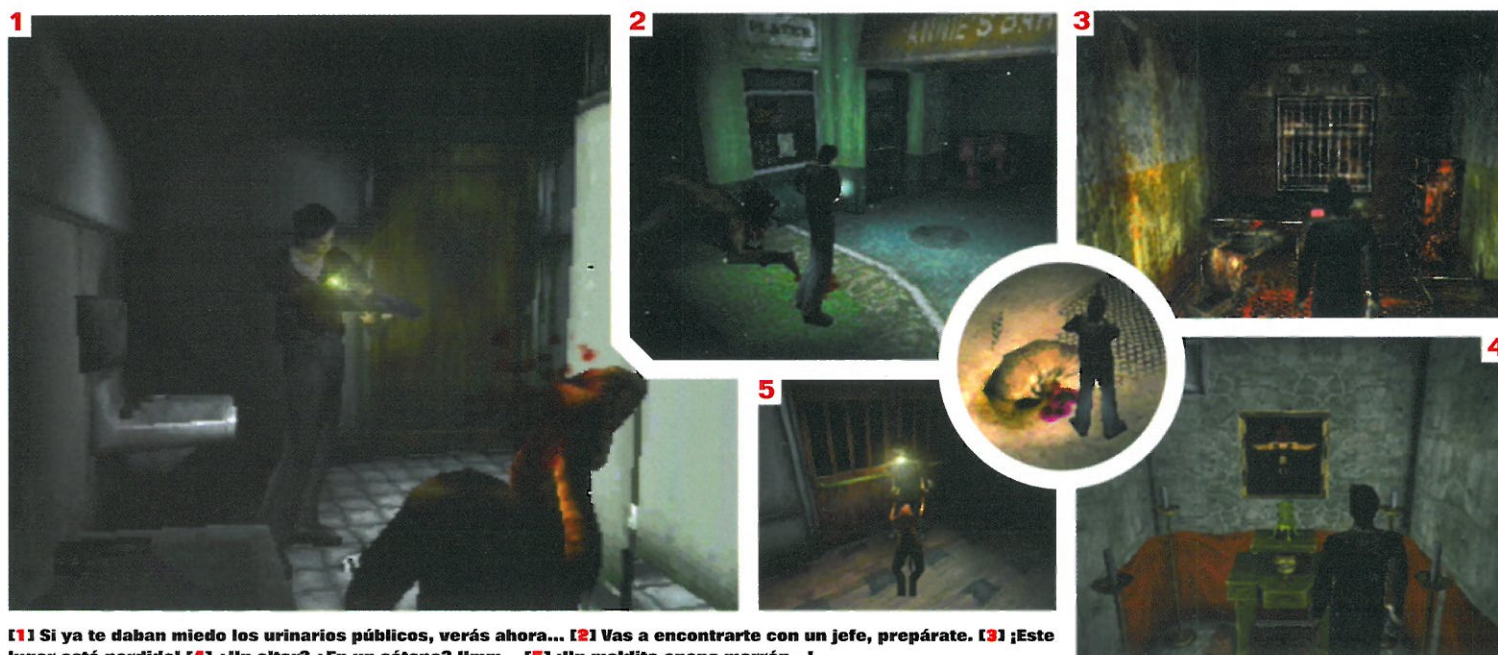 1
2
3
ANNIE'S BAR
4
5
[1] Si ya te daban miedo los urinarios públicos, verás ahora... [2] Vas a encontrarte con un jefe, prepárate. [3] ¡Este
lugar está perdido! [4] ¿Un altar? ¿En un sótano? [5] ¡Un maldito enano marrón...!